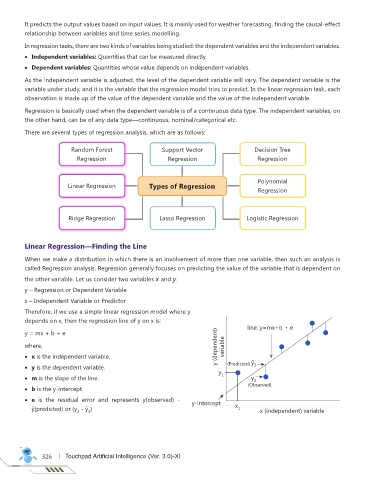 It predicts the output values based on input values. It is mainly used for weather forecasting, finding the causal-effect
relationship between variables and time series modelling.
In regression tasks, there are two kinds of variables being studied: the dependent variables and the independent variables.
• Independent variables: Quantities that can be measured directly.
• Dependent variables: Quantities whose value depends on independent variables.
As the independent variable is adjusted, the level of the dependent variable will vary. The dependent variable is the
variable under study, and it is the variable that the regression model tries to predict. In the linear regression task, each
observation is made up of the value of the dependent variable and the value of the independent variable.
Regression is basically used when the dependent variable is of a continuous data type. The independent variables, on
the other hand, can be of any data type—continuous, nominal/categorical etc.
There are several types of regression analysis, which are as follows:
Random Forest
Regression
Support Vector
Regression
Decision Tree
Regression
Linear Regression
Types of Regression
Polynomial
Regression
Ridge Regression
Lasso Regression
Logistic Regression
Linear Regression—Finding the Line
When we make a distribution in which there is an involvement of more than one variable, then such an analysis is
called Regression analysis. Regression generally focuses on predicting the value of the variable that is dependent on
the other variable. Let us consider two variables x and y.
y – Regression or Dependent Variable
x – Independent Variable or Predictor
Therefore, if we use a simple linear regression model where y
depends on x, then the regression line of y on x is:
y = mx + b + e
where,
• x is the independent variable.
• y is the dependent variable.
• m is the slope of the line.
• b is the y-intercept.
• e is the residual error and represents y(observed) -
ŷ(predicted) or (y₂ - ŷ₂)
line: y=mx+b + e
y (dependent)
variable
(Predicted) ŷ₂
y₁
y₂
(Observed)
y-intercept
x₁
x (independent) variable
326 Touchpad Artificial Intelligence (Ver. 3.0)-XI